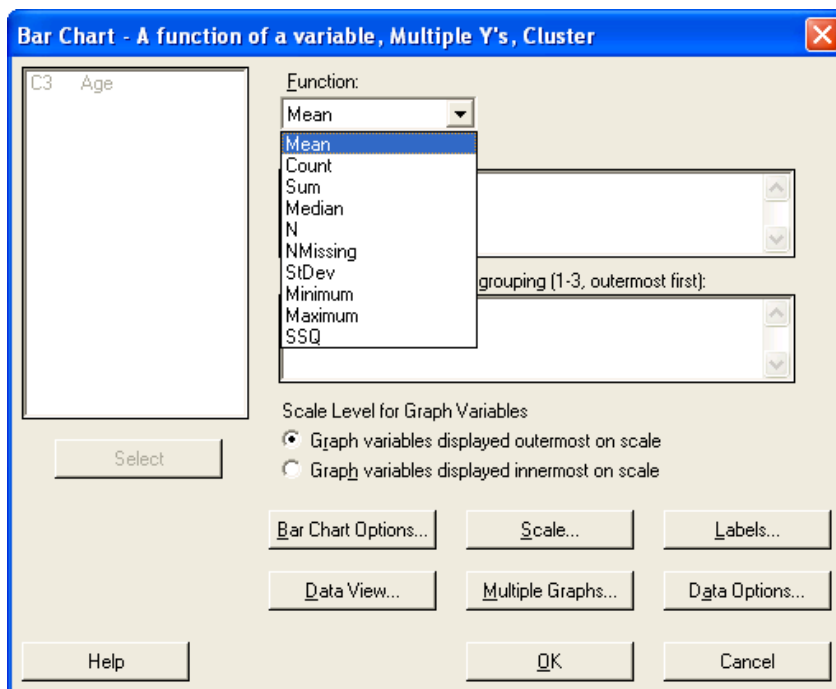 Bar Chart - A function of a variable, Multiple Y's, Cluster
C3 Age
Function:
Mean
Mean
Count
Sum
Median
N
NMissing
StDev
Minimum
Maximum
SSQ
grouping (1-3, outermost first):
Scale Level for Graph Variables
Graph variables displayed outermost on scale
Graph variables displayed innermost on scale
Select
Bar Chart Options... Scale... Labels...
Data View... Multiple Graphs... Data Options...
Help OK Cancel